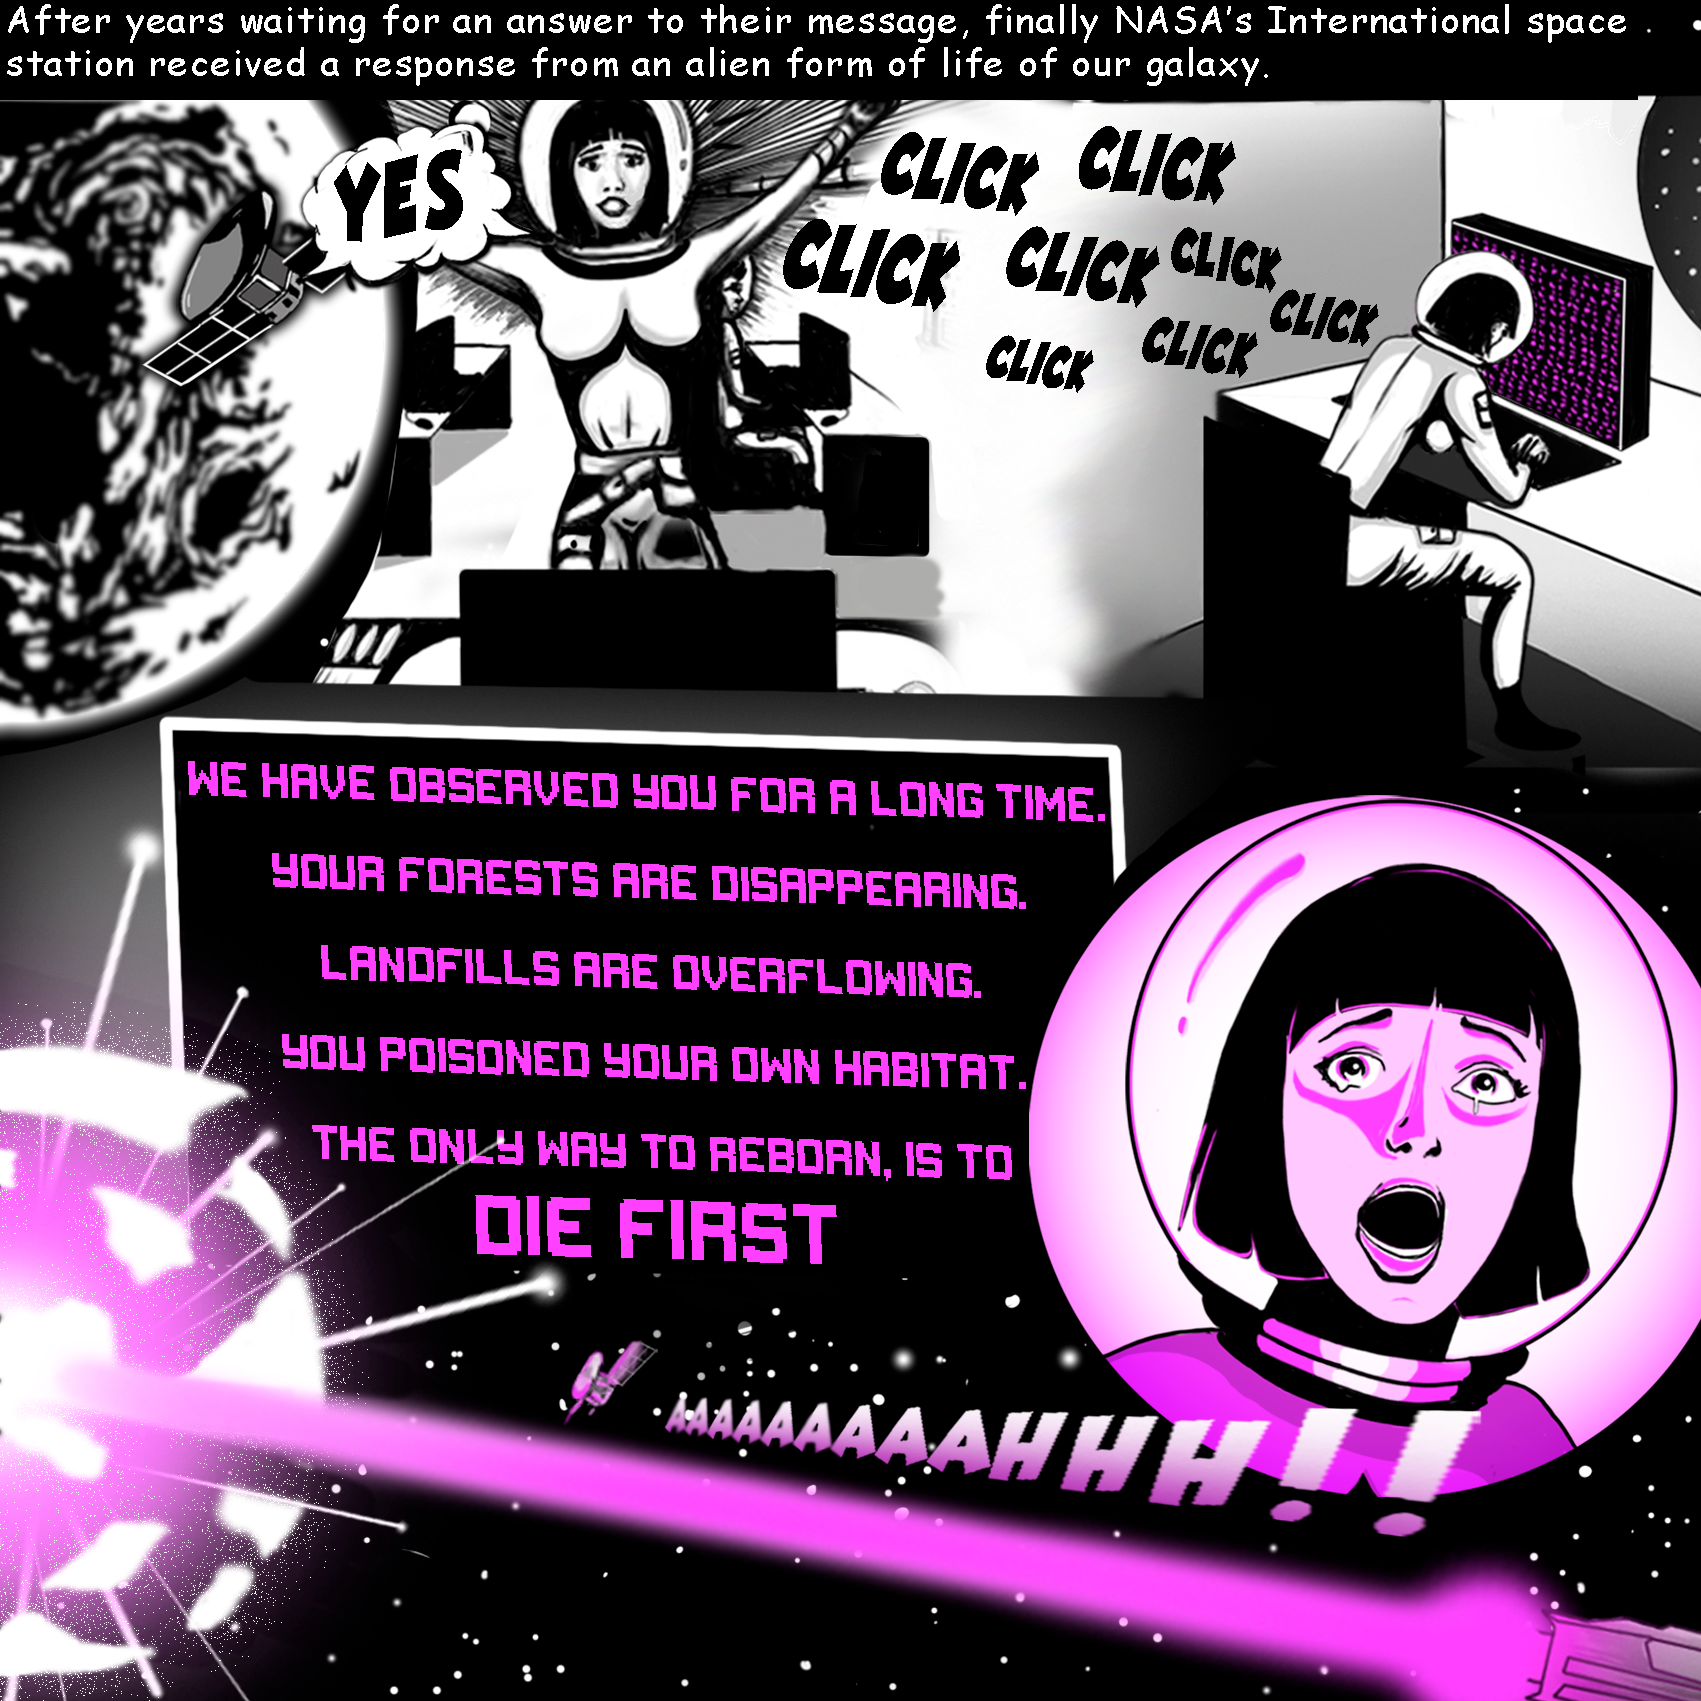 After years waiting for an answer to their message, finally NASA's International space
station received a response from an alien form of life of our galaxy.
YES
CLICK CLICK
CLICK CLICK CLICK
CLICK
CLICK CLICK
WE HAVE OBSERVED YOU FOR A LONG TIME.
YOUR FORESTS ARE DISAPPEARING.
LANDFILLS ARE OVERFLOWING.
YOU POISONED YOUR OWN HABITAT.
THE ONLY WAY TO REBORN, IS TO
DIE FIRST
AAAAAAAAAHHH!!